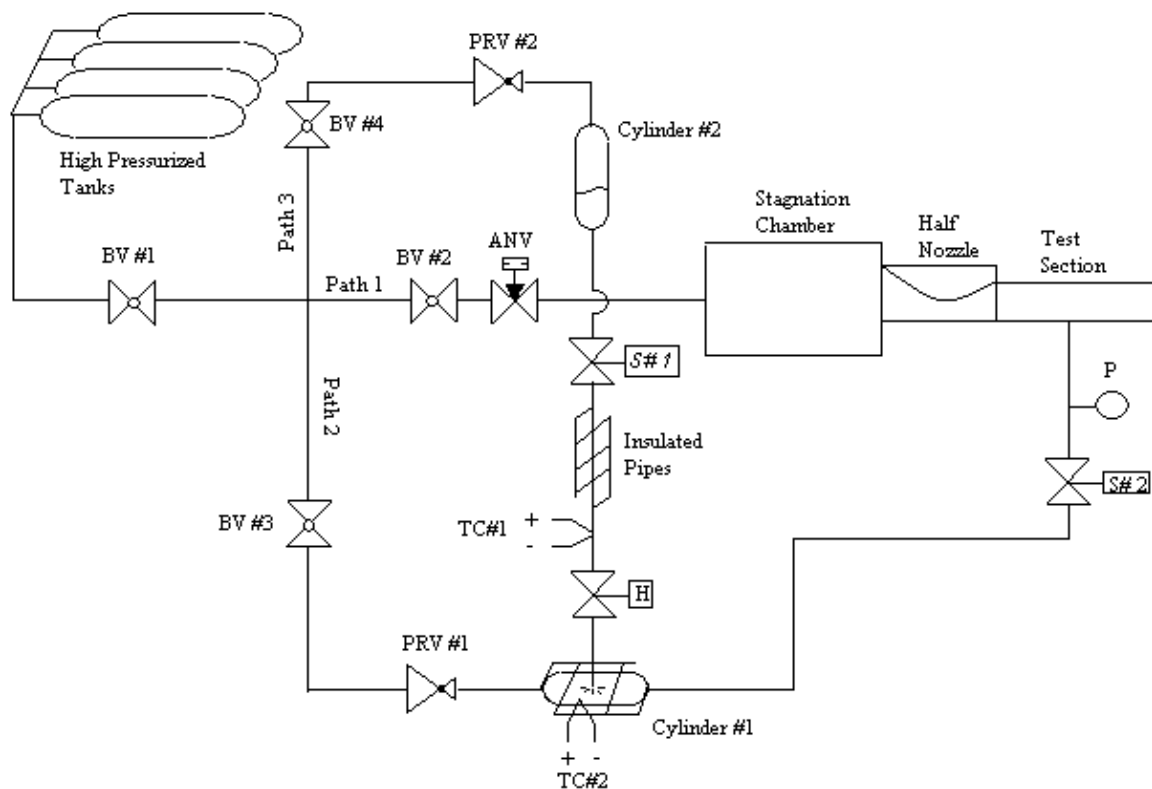 PRV #2
BV #4
Cylinder #2
High Pressurized
Tanks
Stagnation
Chamber
Half
Nozzle
Test
Section
Path 3
ANV
BV #1
BV #2
Path 1
S# 1
P
Path 2
Insulated
Pipes
S# 2
BV #3
TC#1
+
-
H
PRV #1
Cylinder #1
+ -
TC#2